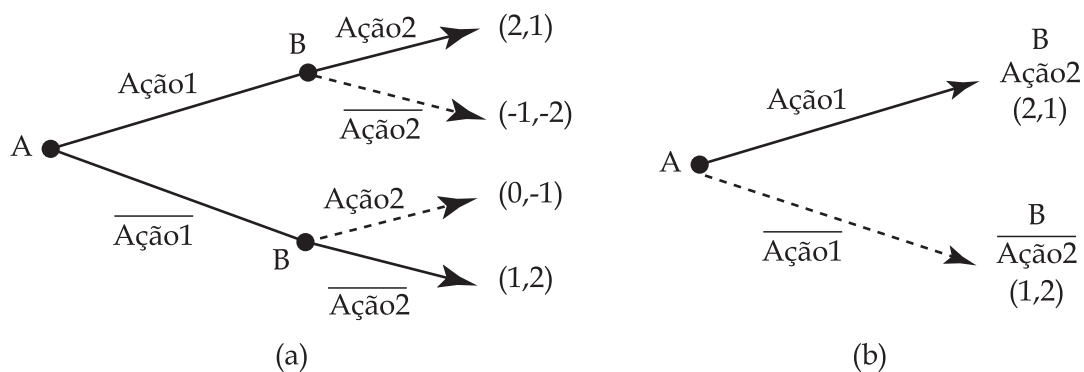 B
Ação2
(2,1)
Ação1
Ação2
(-1,-2)
A
Ação1
Ação2
(0,-1)
B
Ação2
(1,2)
(a)
B
Ação2
(2,1)
Ação1
A
Ação1
B
Ação2
(1,2)
(b)